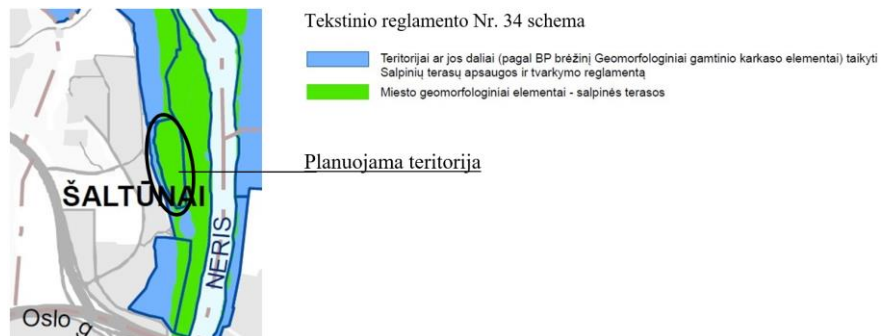 Tekstinio reglamento Nr. 34 schema
Teritorijai ar jos daliai (pagal BP brėžinį Geomorfologiniai gamtinio karkaso elementai) taikyti
Salpinių terasų apsaugos ir tvarkymo reglamentą
Miesto geomorfologiniai elementai - salpinės terasos
Planuojama teritorija
ŠALTŪNAI
NERIS
Oslo g.